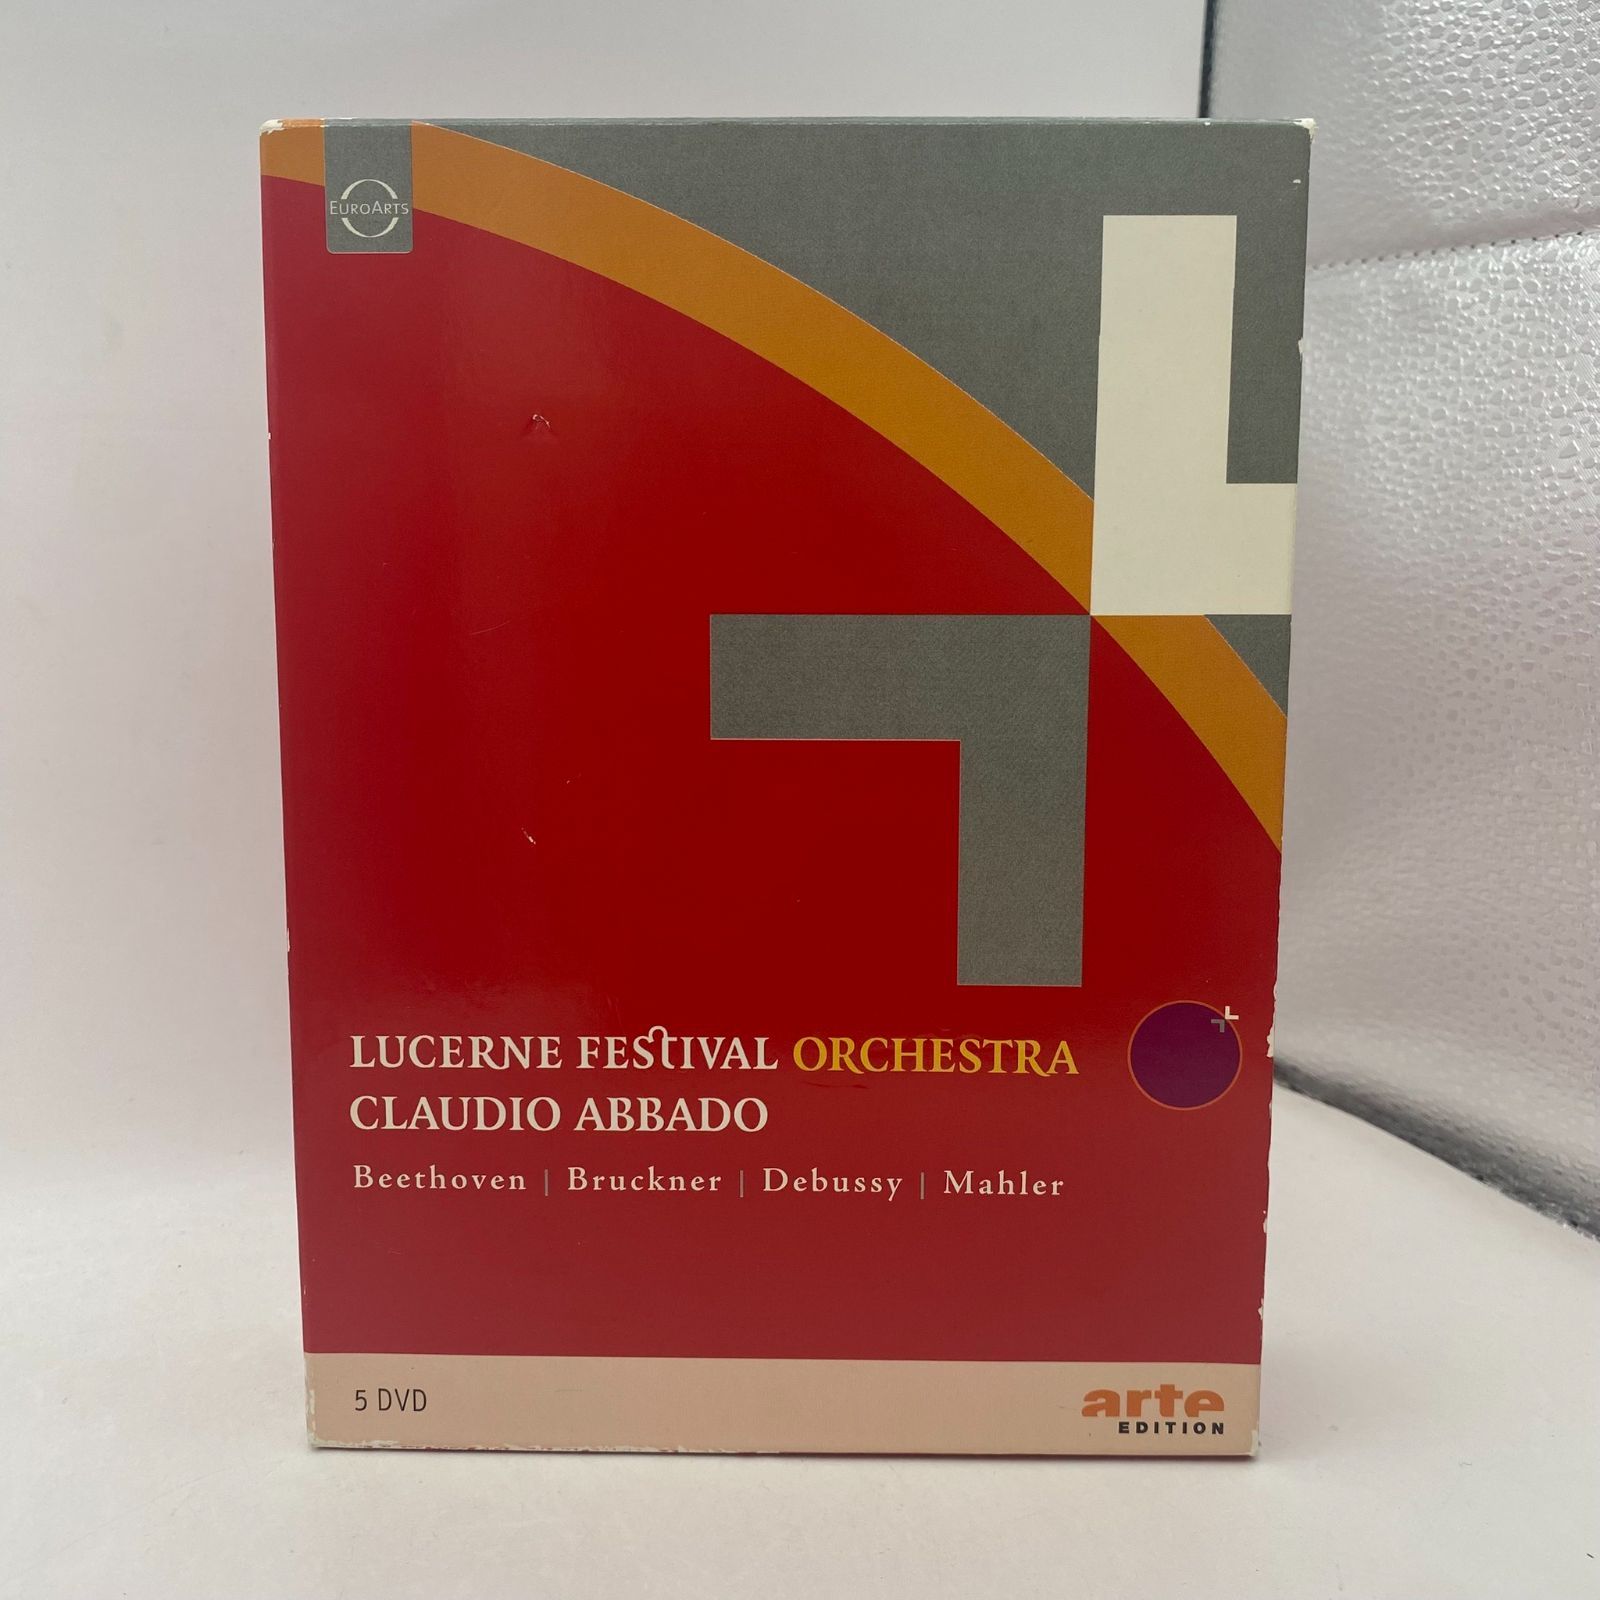 EUROARTS
LUCERNE FESTIVAL ORCHESTRA
CLAUDIO ABBADO
Beethoven | Bruckner | Debussy | Mahler
5 DVD
arte
EDITION